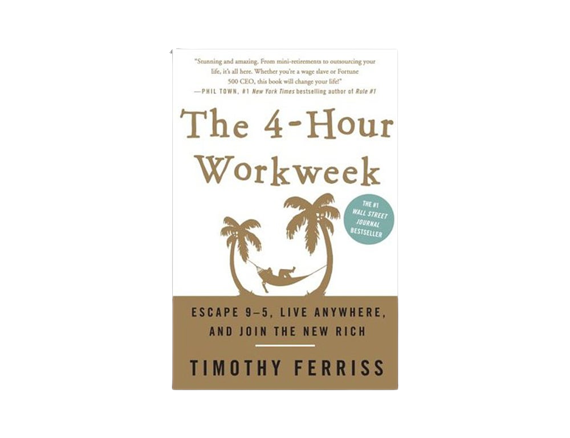 "Stunning and amazing. From mini-retirements to outsourcing your
life, it's all here. Whether you're a wage slave or Fortune
500 CEO, this book will change your life!"
—PHIL TOWN, #1 New York Times bestselling author of Rule #1
The 4-Hour
Workweek
THE #1
WALL STREET
JOURNAL
BESTSELLER
ESCAPE 9–5, LIVE ANYWHERE,
AND JOIN THE NEW RICH
TIMOTHY FERRISS